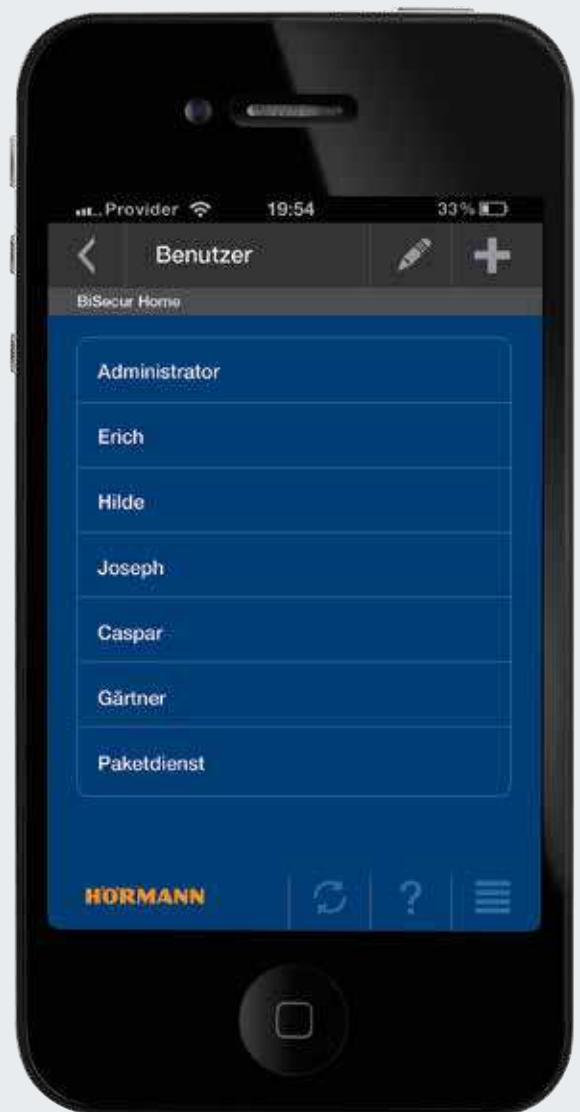 Provider 19:54 33%
Benutzer
BiSecur Home
Administrator
Erich
Hilde
Joseph
Caspar
Gärtner
Paketdienst
HÖRMANN ?